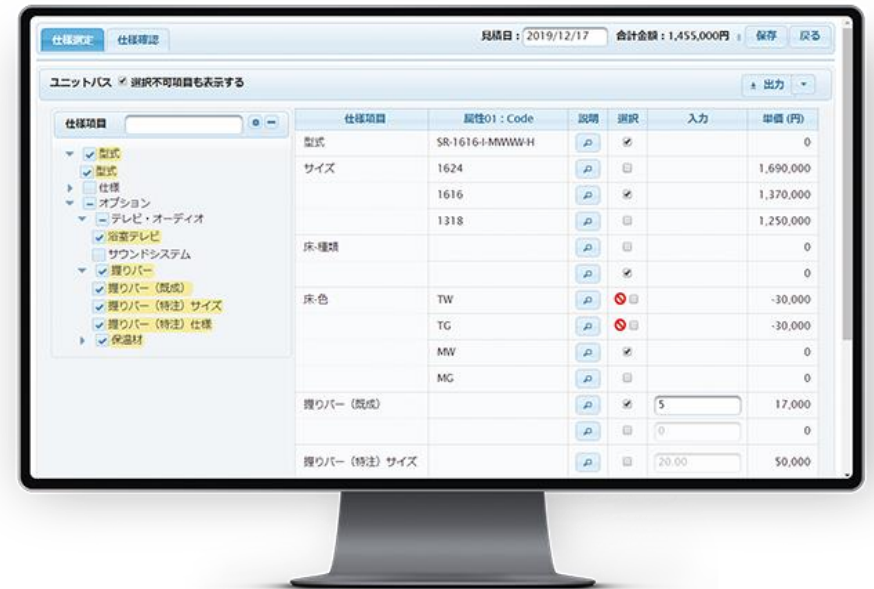 仕様選定 仕様確認 見積日：2019/12/17 合計金額：1,455,000円 保存 戻る
ユニットバス 選択不可項目も表示する 出力
仕様項目
型式
型式
仕様
オプション
テレビ・オーディオ
浴室テレビ
サウンドシステム
握りバー
握りバー（既成）
握りバー（特注）サイズ
握りバー（特注）仕様
保温材
仕様項目 属性01：Code 説明 選択 入力 単価 (円)
型式 SR-1616-I-MWWW-H 0
サイズ 1624 1,690,000
1616 1,370,000
1318 1,250,000
床-種類 0
0
床-色 TW -30,000
TG -30,000
MW 0
MG 0
握りバー（既成） 5 17,000
0 0
握りバー（特注）サイズ 20.00 50,000